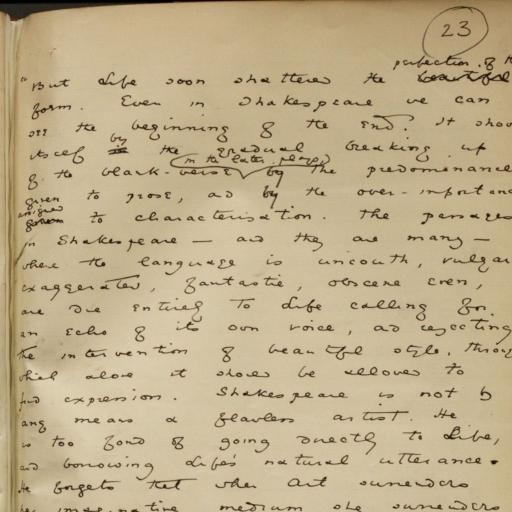 23
perfection of th
"But Life soon shattered the beautiful
form. Even in Shakespeare we can
see the beginning of the end. It shows
itself by the gradual breaking up
(in the later plays)
of the blank-verse by the predominance
given to prose, and by the over-importance
assigned to characterisation. The passages
in Shakespeare — and they are many —
where the language is uncouth, vulgar
exaggerated, fantastic, obscene even,
are due entirely to Life calling for
an echo of its own voice, and rejecting
the intervention of beautiful style, through
which alone it should be allowed to
find expression. Shakespeare is not by
any means a flawless artist. He
is too fond of going directly to Life,
and borrowing Life's natural utterance.
He forgets that when Art surrenders
her imaginative medium she surrenders